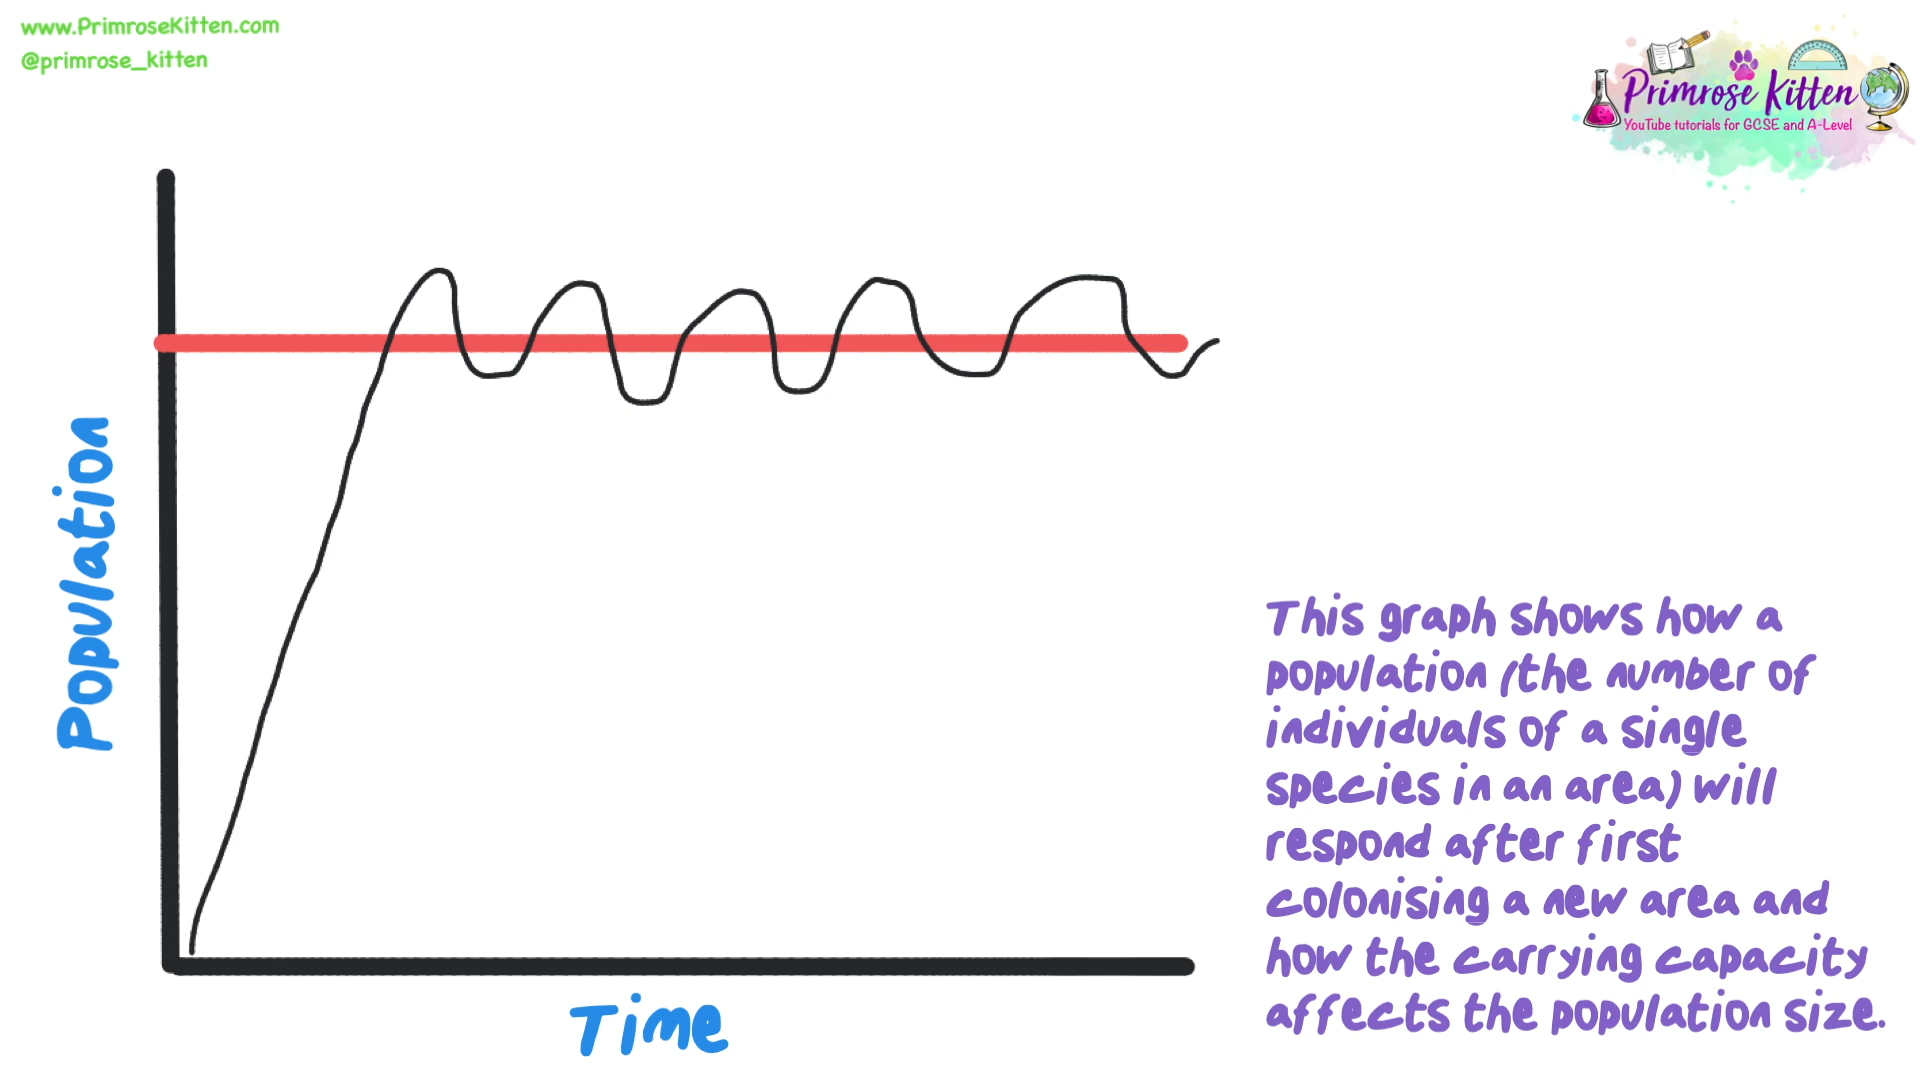 www.PrimroseKitten.com
@primrose_kitten
Primrose Kitten
YouTube tutorials for GCSE and A-Level
Population
This graph shows how a
population (the number of
individuals of a single
species in an area) will
respond after first
colonising a new area and
how the carrying capacity
affects the population size.
Time